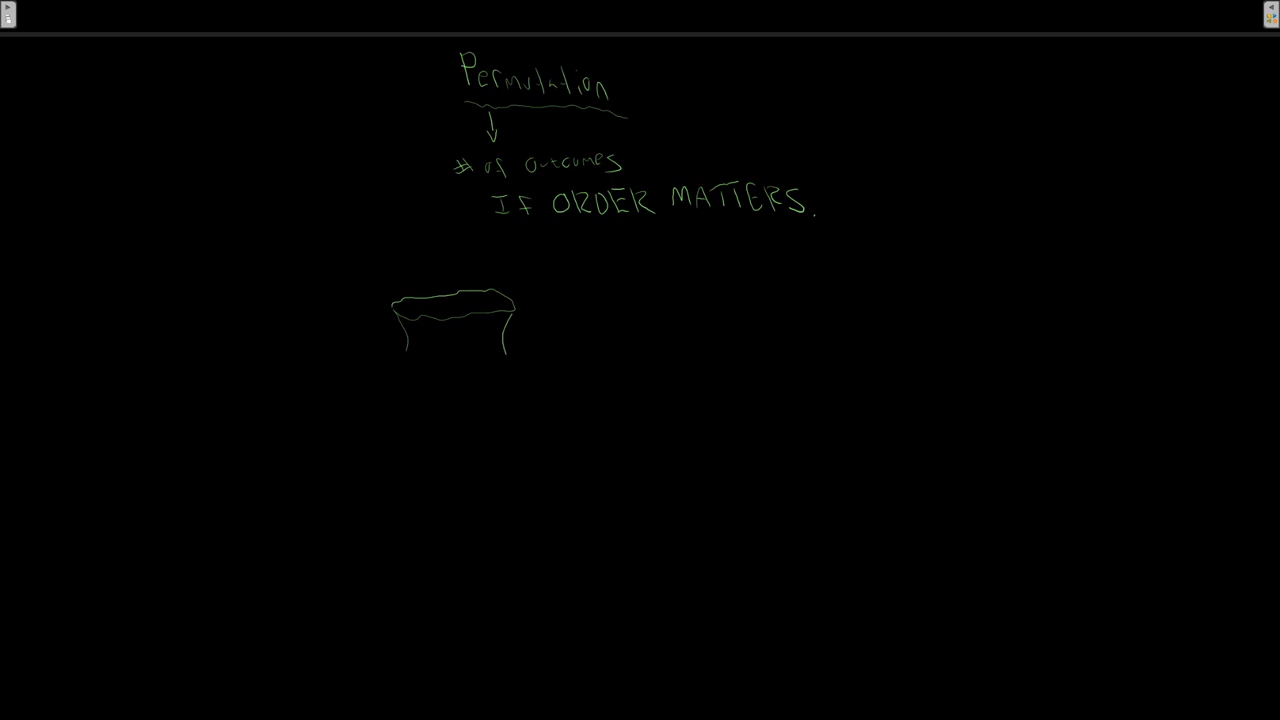 Permutation
# of outcomes
If ORDER MATTERS.